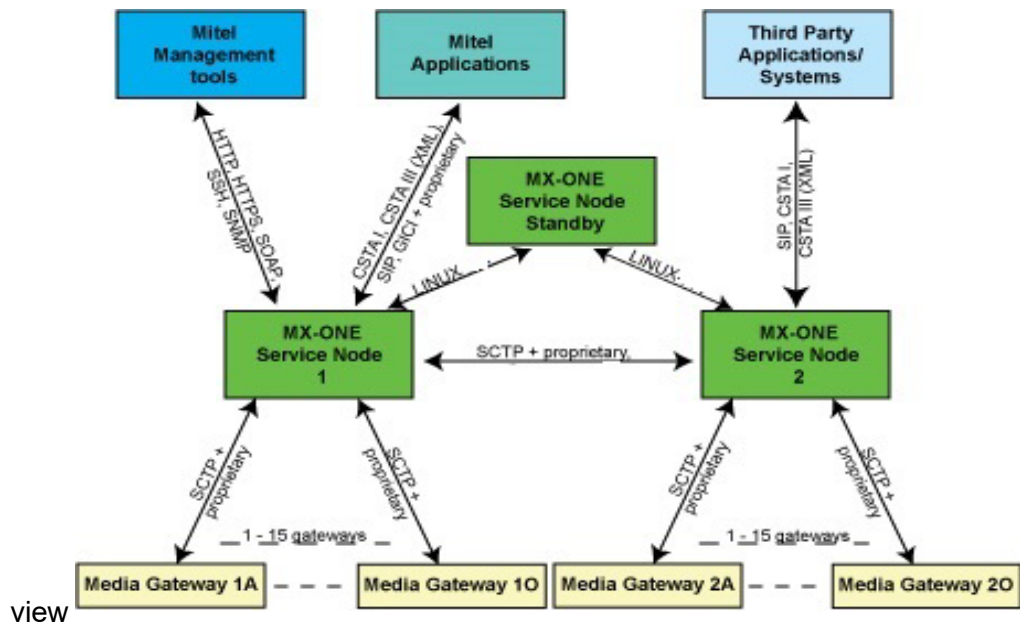 Mitel
Management
tools
Mitel
Applications
Third Party
Applications/
Systems
HTTP, HTTPS, SOAP,
SSH, SNMP
CSTA I, CSTA III (XML),
SIP, GICI + proprietary
MX-ONE
Service Node
Standby
SIP, CSTA I,
CSTA III (XML)
LINUX. . .
LINUX. . .
MX-ONE
Service Node
1
SCTP + proprietary,
MX-ONE
Service Node
2
SCTP +
proprietary
SCTP +
proprietary
SCTP +
proprietary
SCTP +
proprietary
1 - 15 gateways
1 - 15 gateways
Media Gateway 1A
Media Gateway 1O
Media Gateway 2A
Media Gateway 2O
view